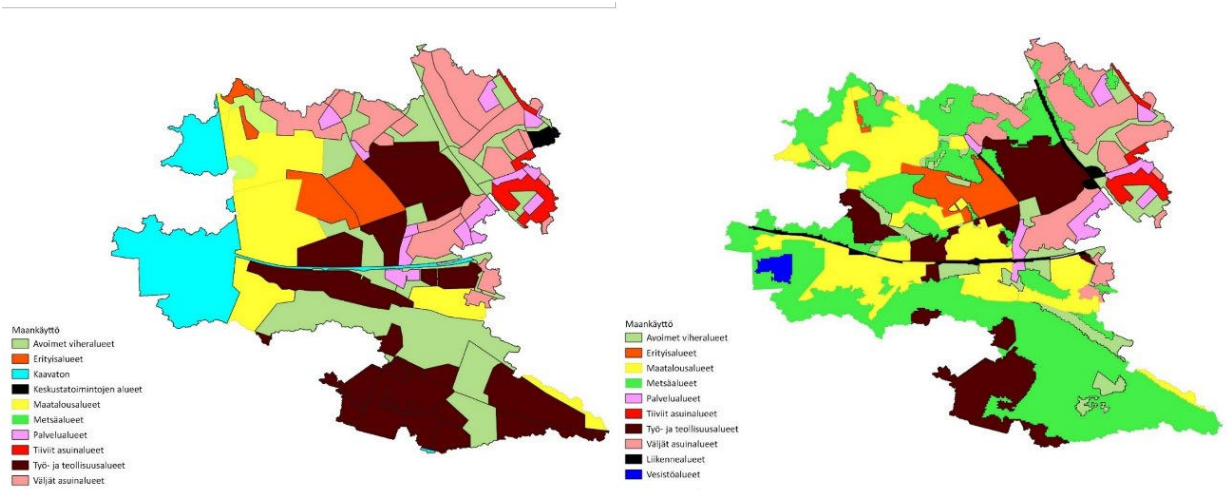 Maankäyttö
Avoimet viheralueet
Erityisalueet
Kaavaton
Keskustatoimintojen alueet
Maatalousalueet
Metsäalueet
Palvelualueet
Tiiviit asuinalueet
Työ- ja teollisuusalueet
Väljät asuinalueet
Maankäyttö
Avoimet viheralueet
Erityisalueet
Maatalousalueet
Metsäalueet
Palvelualueet
Tiiviit asuinalueet
Työ- ja teollisuusalueet
Väljät asuinalueet
Liikennealueet
Vesistöalueet